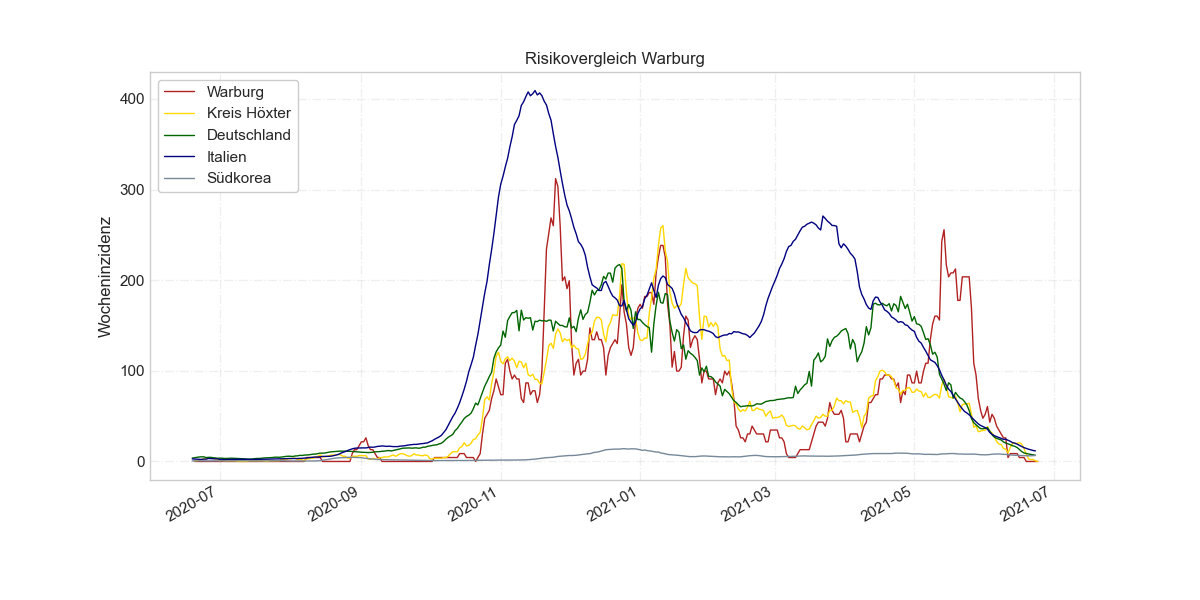 Risikovergleich Warburg
Wocheninzidenz
400
300
200
100
0
Warburg
Kreis Höxter
Deutschland
Italien
Südkorea
2020-07
2020-09
2020-11
2021-01
2021-03
2021-05
2021-07